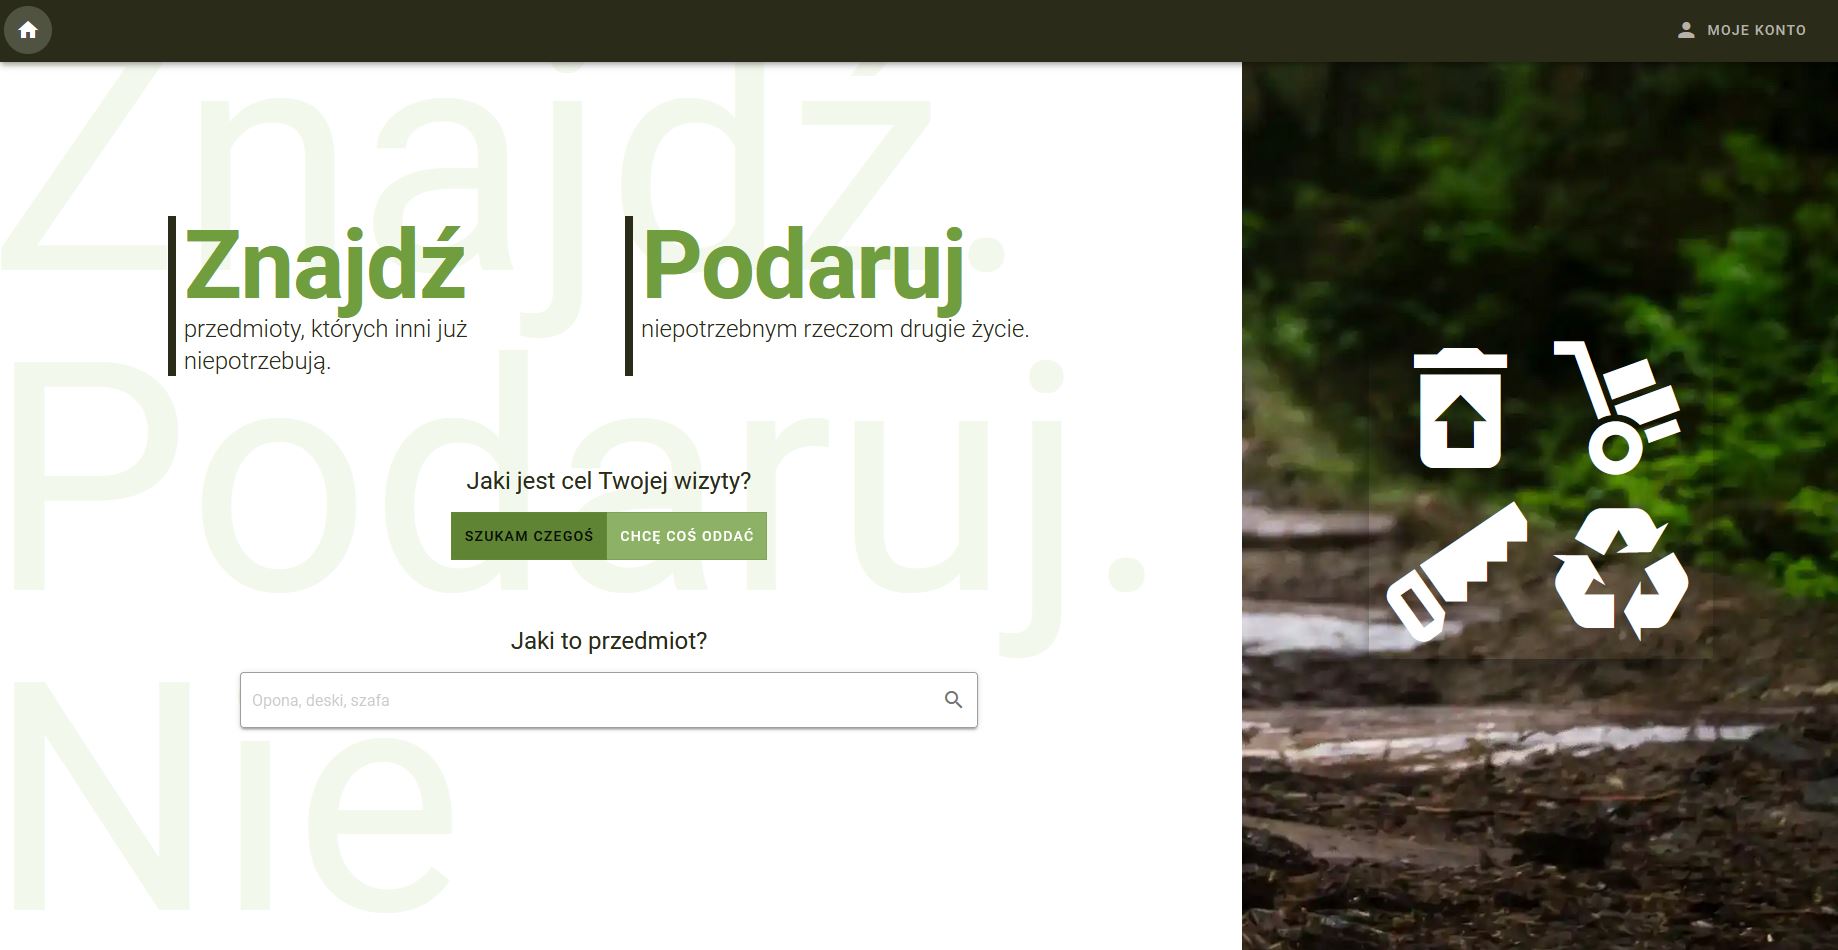 MOJE KONTO
Znajdź.
Podaruj.
Nie
Znajdź
przedmioty, których inni już
niepotrzebują.
Podaruj
niepotrzebnym rzeczom drugie życie.
Jaki jest cel Twojej wizyty?
SZUKAM CZEGOŚ
CHCĘ COŚ ODDAĆ
Jaki to przedmiot?
Opona, deski, szafa